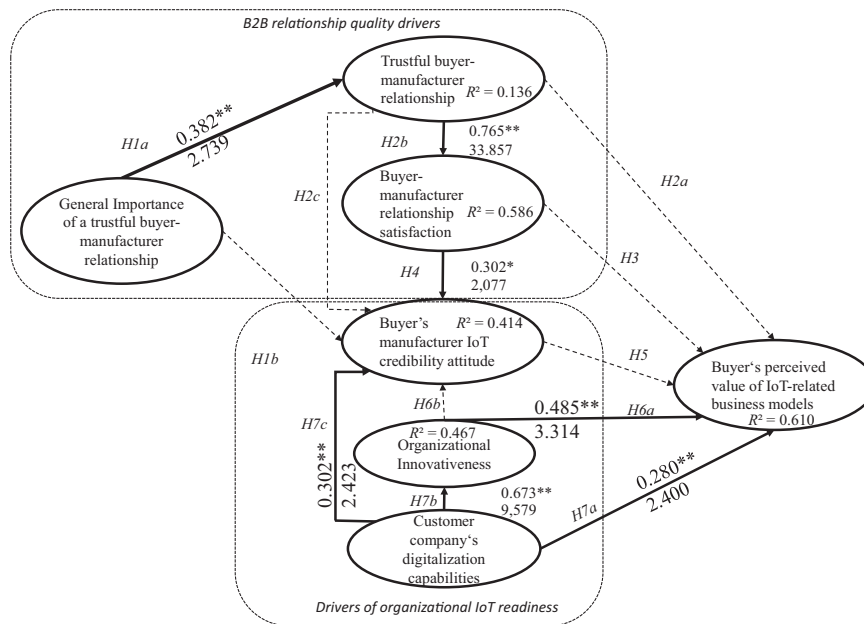 B2B relationship quality drivers
Trustful buyer-
manufacturer
relationship
R² = 0.136
0.382**
H1a
2.739
H2b
0.765**
33.857
H2c
H2a
General Importance
of a trustful buyer-
manufacturer
relationship
Buyer-
manufacturer
relationship
satisfaction
R² = 0.586
H3
H4
0.302*
2,077
Buyer's
manufacturer IoT
credibility attitude
R² = 0.414
H1b
H5
Buyer‘s perceived
value of IoT-related
business models
R² = 0.610
H6b
0.485**
H6a
3.314
H7c
0.302**
2.423
R² = 0.467
Organizational
Innovativeness
H7b
0.673**
9,579
0.280**
H7a
2.400
Customer
company‘s
digitalization
capabilities
Drivers of organizational IoT readiness